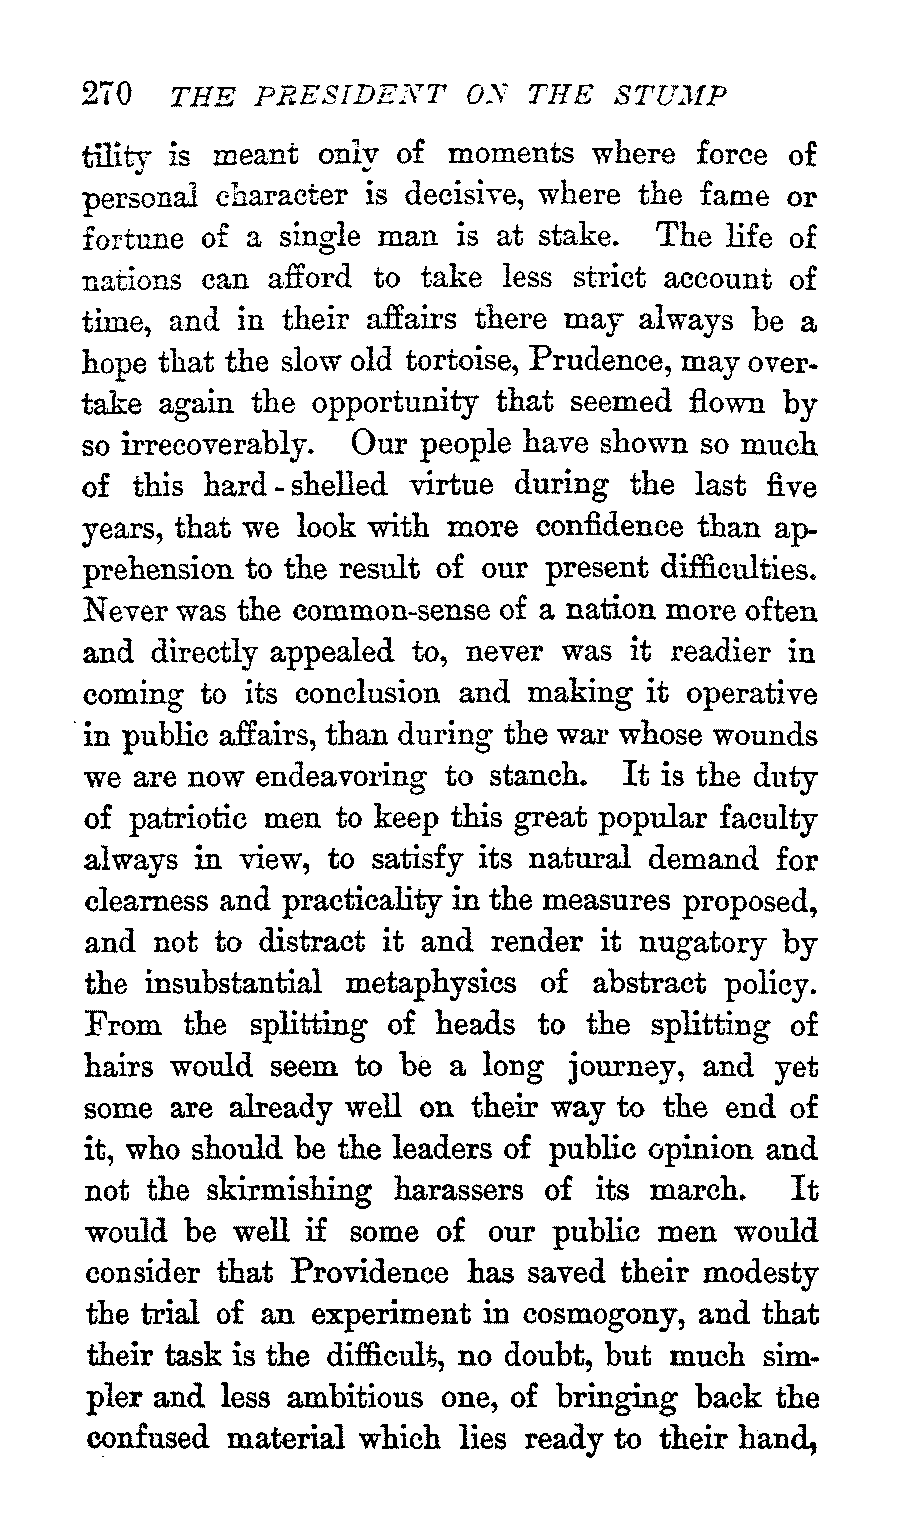 270 THE PRESIDENT ON THE STUMP
tility is meant only of moments where force of
personal character is decisive, where the fame or
fortune of a single man is at stake. The life of
nations can afford to take less strict account of
time, and in their affairs there may always be a
hope that the slow old tortoise, Prudence, may over-
take again the opportunity that seemed flown by
so irrecoverably. Our people have shown so much
of this hard-shelled virtue during the last five
years, that we look with more confidence than ap-
prehension to the result of our present difficulties.
Never was the common-sense of a nation more often
and directly appealed to, never was it readier in
coming to its conclusion and making it operative
in public affairs, than during the war whose wounds
we are now endeavoring to stanch. It is the duty
of patriotic men to keep this great popular faculty
always in view, to satisfy its natural demand for
clearness and practicality in the measures proposed,
and not to distract it and render it nugatory by
the insubstantial metaphysics of abstract policy.
From the splitting of heads to the splitting of
hairs would seem to be a long journey, and yet
some are already well on their way to the end of
it, who should be the leaders of public opinion and
not the skirmishing harassers of its march. It
would be well if some of our public men would
consider that Providence has saved their modesty
the trial of an experiment in cosmogony, and that
their task is the difficult, no doubt, but much sim-
pler and less ambitious one, of bringing back the
confused material which lies ready to their hand,